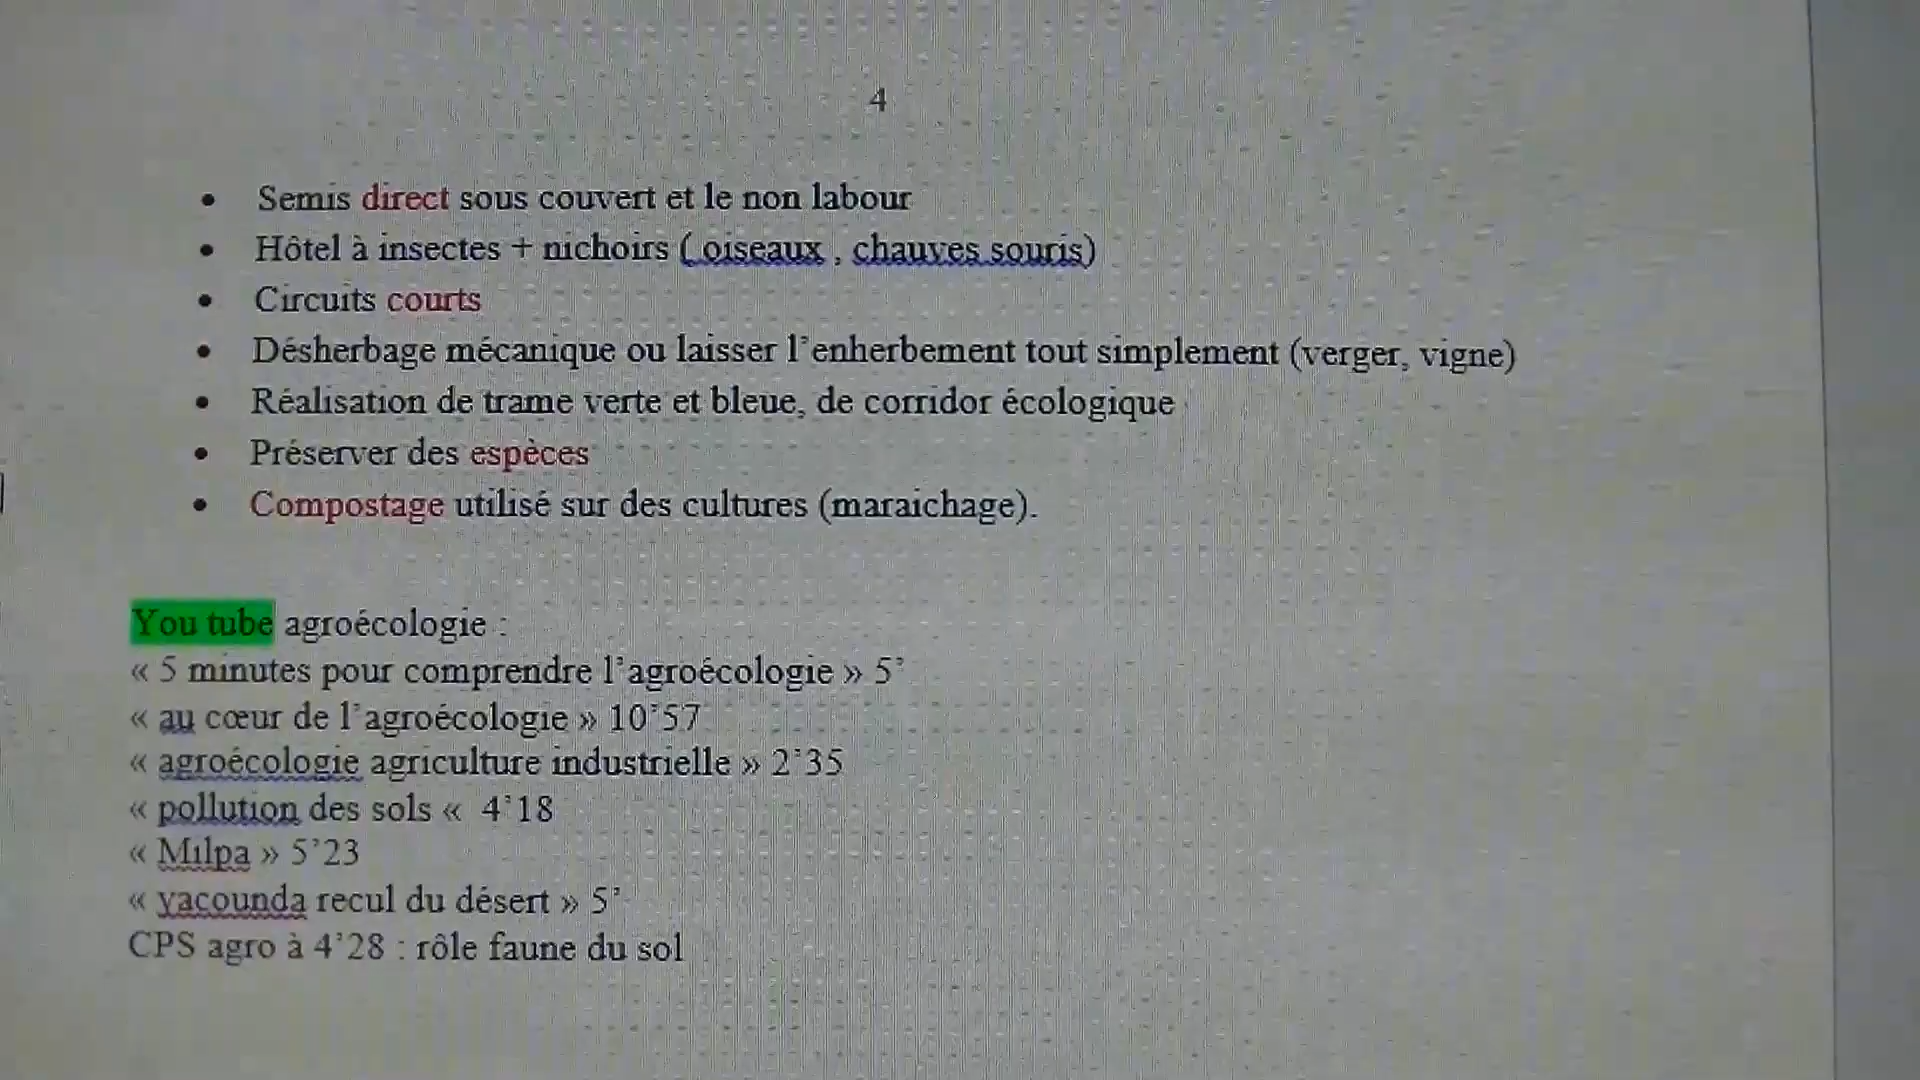 4
• Semis direct sous couvert et le non labour
• Hôtel à insectes + nichoirs ( oiseaux , chauves souris)
• Circuits courts
• Désherbage mécanique ou laisser l’enherbement tout simplement (verger, vigne)
• Réalisation de trame verte et bleue, de corridor écologique
• Préserver des espèces
• Compostage utilisé sur des cultures (maraichage).
You tube agroécologie :
« 5 minutes pour comprendre l’agroécologie » 5’
« au cœur de l’agroécologie » 10’57
« agroécologie agriculture industrielle » 2’35
« pollution des sols « 4’18
« Milpa » 5’23
« yacounda recul du désert » 5’
CPS agro à 4’28 : rôle faune du sol